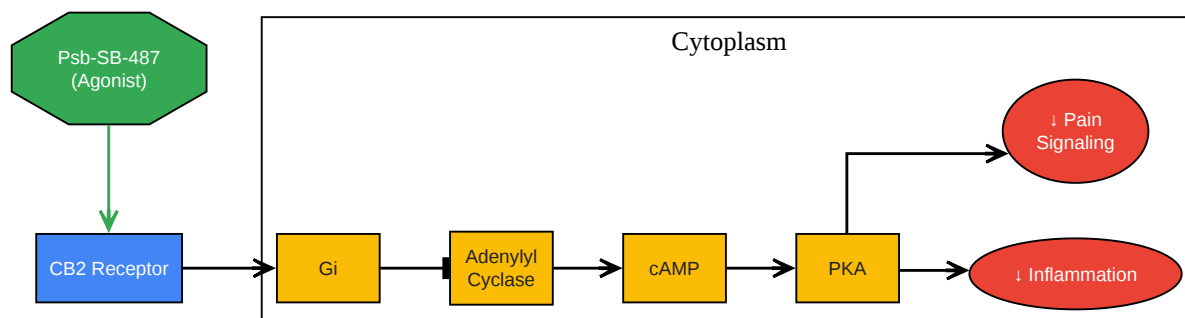 Psb-SB-487
(Agonist)
Cytoplasm
↓ Pain
Signaling
CB2 Receptor
Gi
Adenylyl
Cyclase
cAMP
PKA
↓ Inflammation